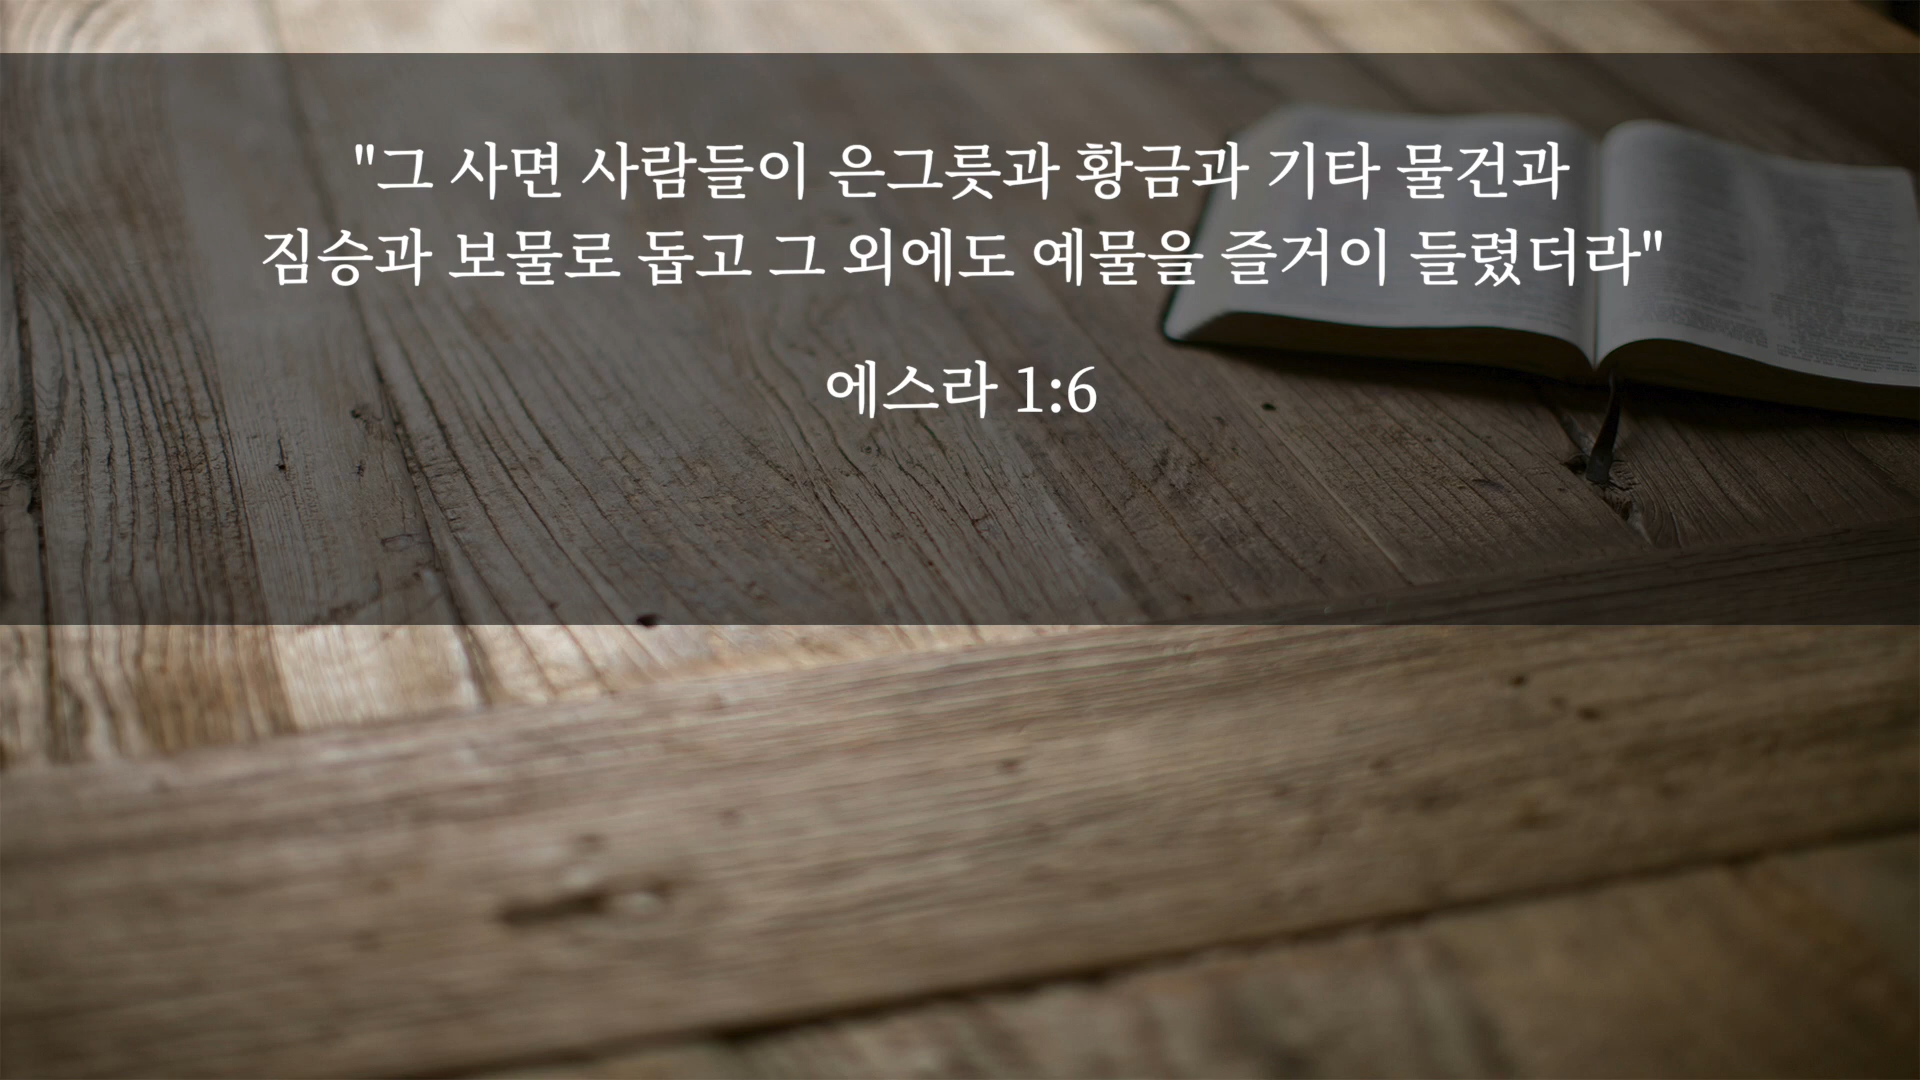 "그 사면 사람들이 은그릇과 황금과 기타 물건과
짐승과 보물로 돕고 그 외에도 예물을 즐거이 들렸더라"
에스라 1:6